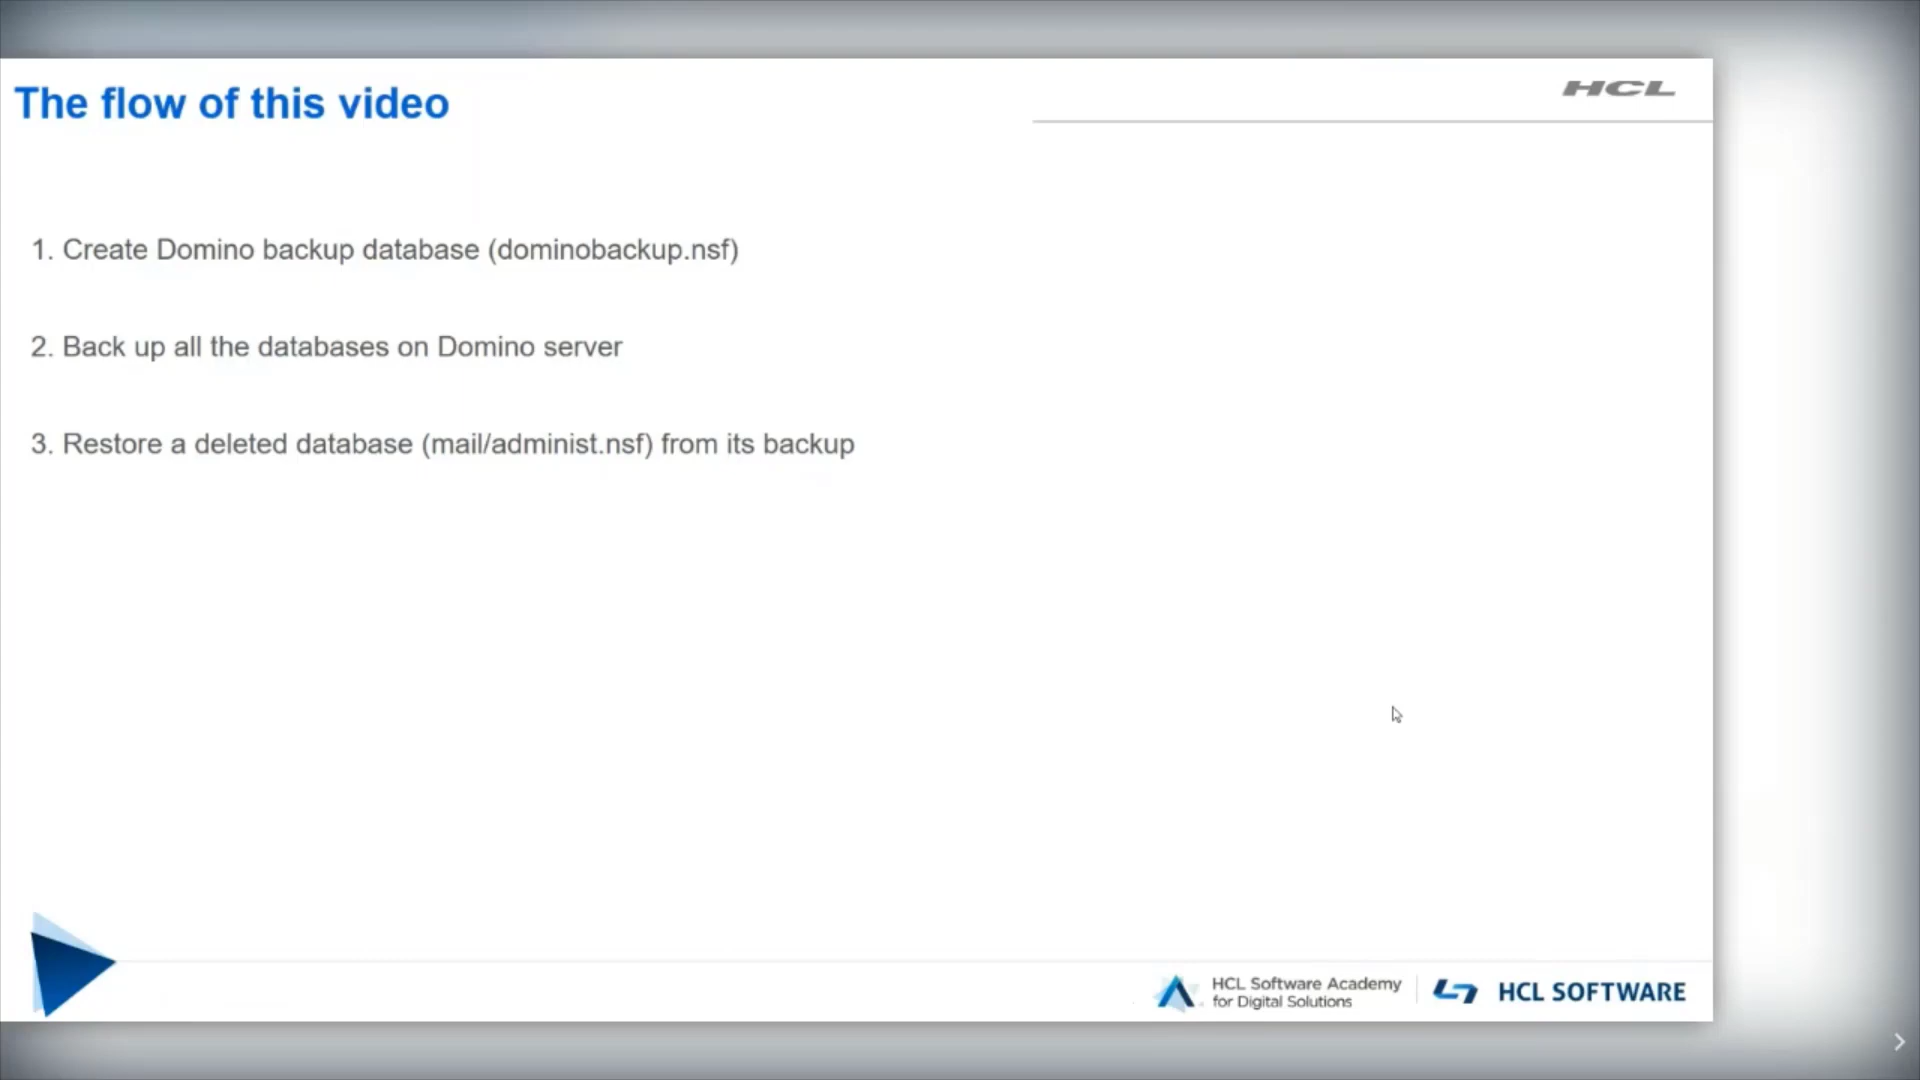 The flow of this video
HCL
1. Create Domino backup database (dominobackup.nsf)
2. Back up all the databases on Domino server
3. Restore a deleted database (mail/administ.nsf) from its backup
HCL Software Academy
for Digital Solutions
HCL SOFTWARE